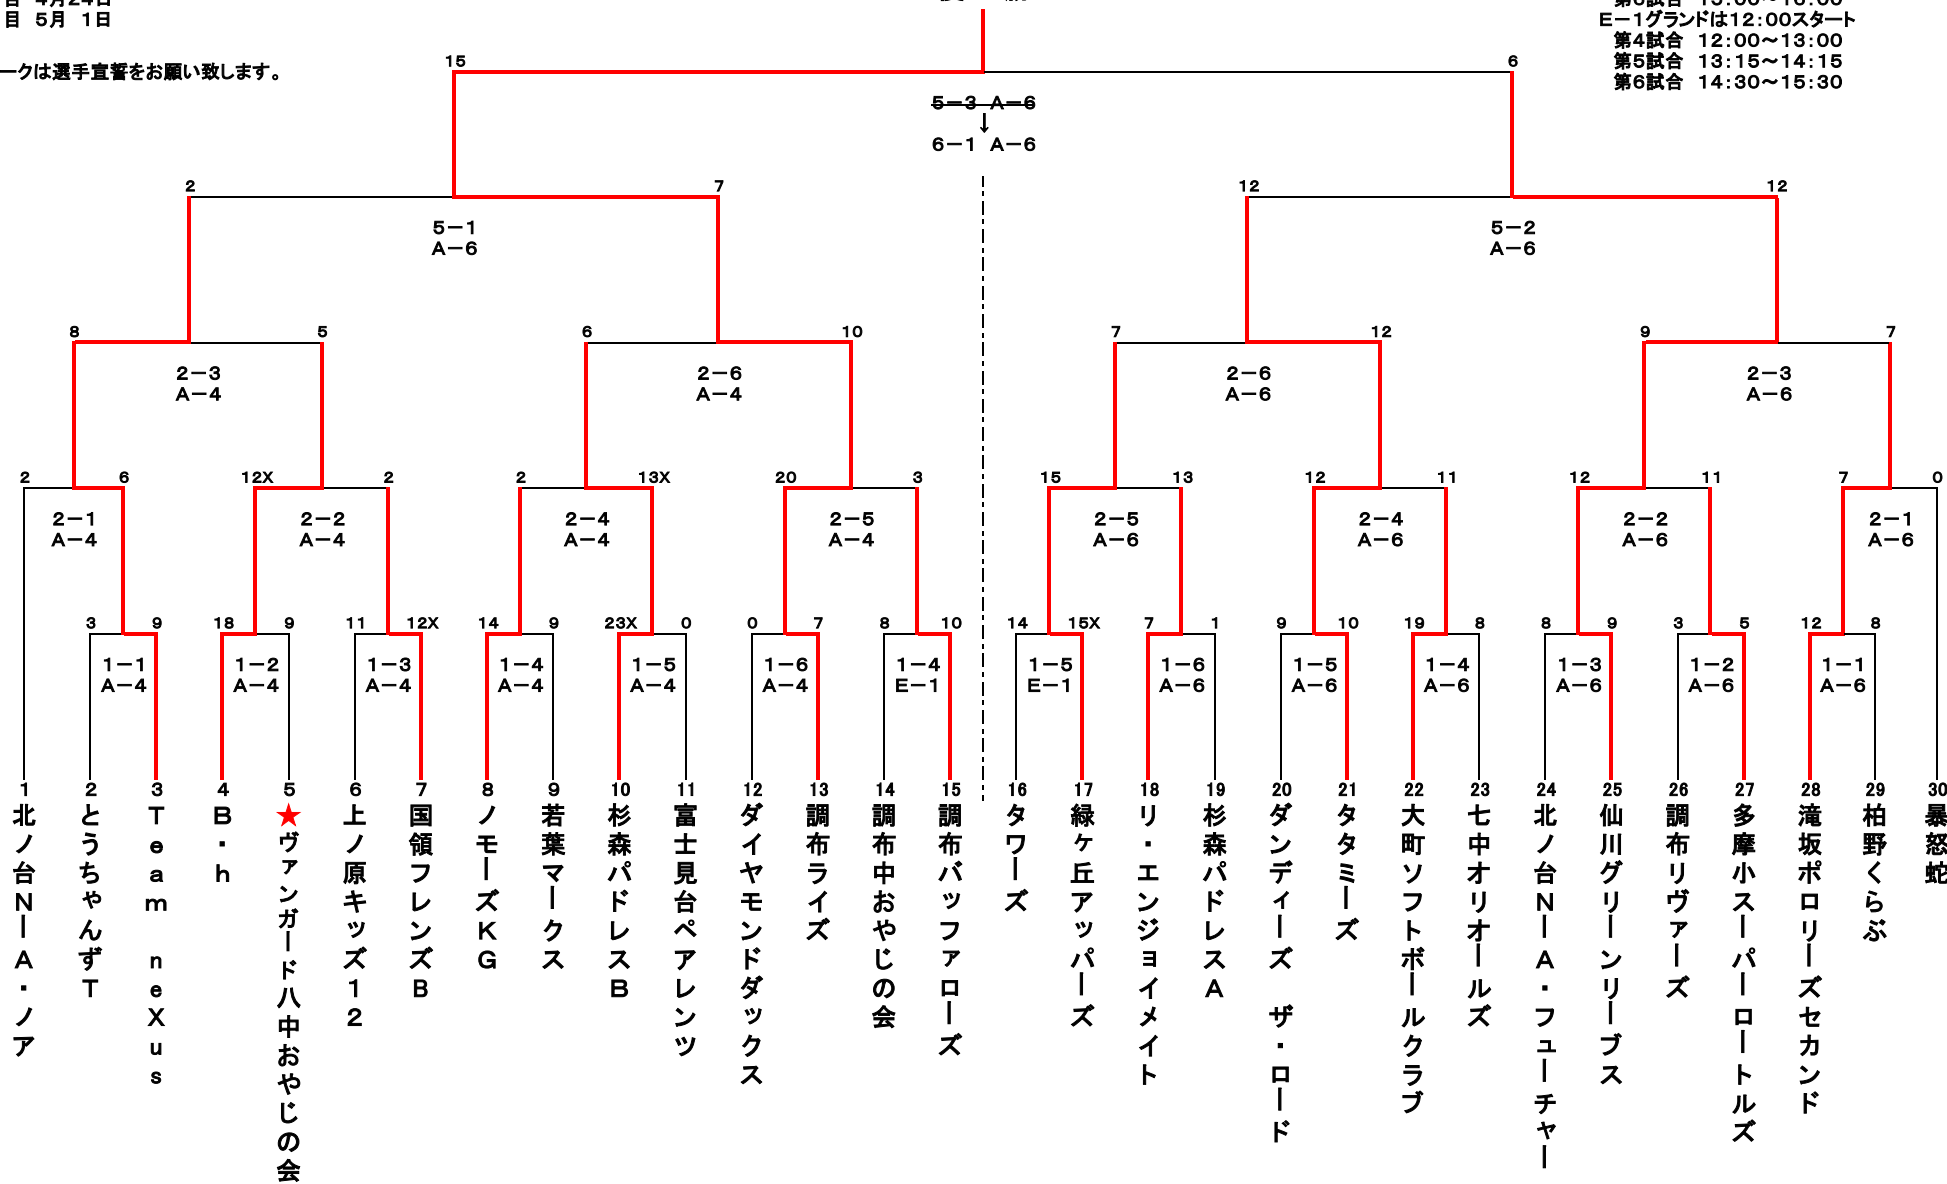 目 5月 1日
ークは選手宣誓をお願い致します。
E－1グランドは12：00スタート
第4試合 12：00～13：00
第5試合 13：15～14：15
第6試合 14：30～15：30
15 6
5－3 A－6
↓
6－1 A－6
2 7 12 12
5－1 5－2
A－6 A－6
8 5 6 10 7 12 9 7
2－3 2－6 2－6 2－3
A－4 A－4 A－6 A－6
2 6 12X 2 2 13X 20 3 15 13 12 11 12 11 7 0
2－1 2－2 2－4 2－5 2－5 2－4 2－2 2－1
A－4 A－4 A－4 A－4 A－6 A－6 A－6 A－6
3 9 18 9 11 12X 14 9 23X 0 0 7 8 10 14 15X 7 1 9 10 19 8 8 9 3 5 12 8
1－1 1－2 1－3 1－4 1－5 1－6 1－4 1－5 1－6 1－5 1－4 1－3 1－2 1－1
A－4 A－4 A－4 A－4 A－4 A－4 E－1 E－1 A－6 A－6 A－6 A－6 A－6 A－6
1 北ノ台NーA・ノア
2 とうちゃんずT
3 Team neXus
4 B・h
5 ★ヴァンガード八中おやじの会
6 上ノ原キッズ12
7 国領フレンズB
8 ノモーズKG
9 若葉マークス
10 杉森パドレスB
11 富士見台ペアレンツ
12 ダイヤモンドダックス
13 調布ライズ
14 調布中おやじの会
15 調布バッファローズ
16 タワーズ
17 緑ヶ丘アッパーズ
18 リ・エンジョイメイト
19 杉森パドレスA
20 ダンディーズ ザ・ロード
21 タタミーズ
22 大町ソフトボールクラブ
23 七中オリオールズ
24 北ノ台NーA・フューチャー
25 仙川グリーンリーブス
26 調布リヴァーズ
27 多摩小スーパーロートルズ
28 滝坂ポロリーズセカンド
29 柏野くらぶ
30 暴怒蛇